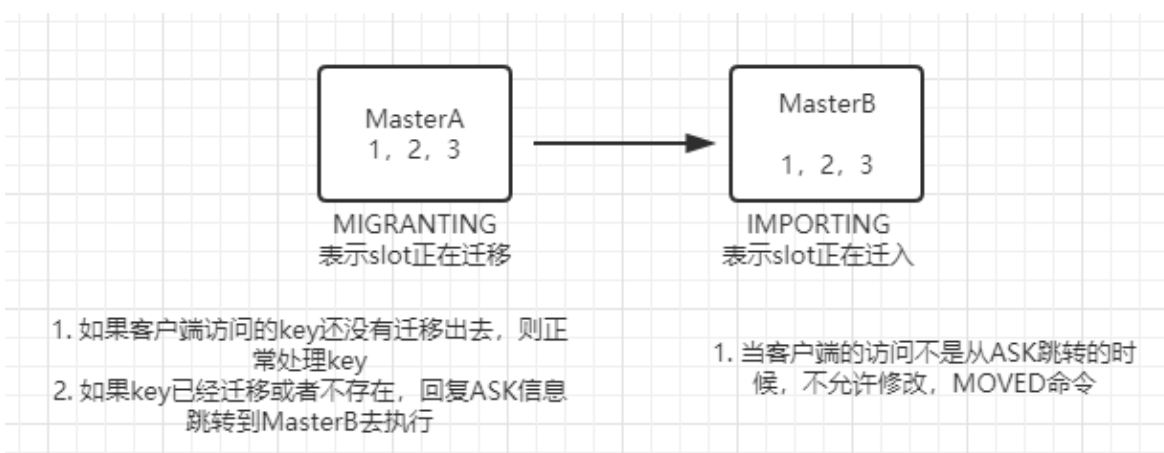 MasterA
1, 2, 3
MasterB
1, 2, 3
MIGRANTING
表示slot正在迁移
IMPORTING
表示slot正在迁入
1. 如果客户端访问的key还没有迁移出去，则正
常处理key
2. 如果key已经迁移或者不存在，回复ASK信息
跳转到MasterB去执行
1. 当客户端的访问不是从ASK跳转的时
候，不允许修改，MOVED命令